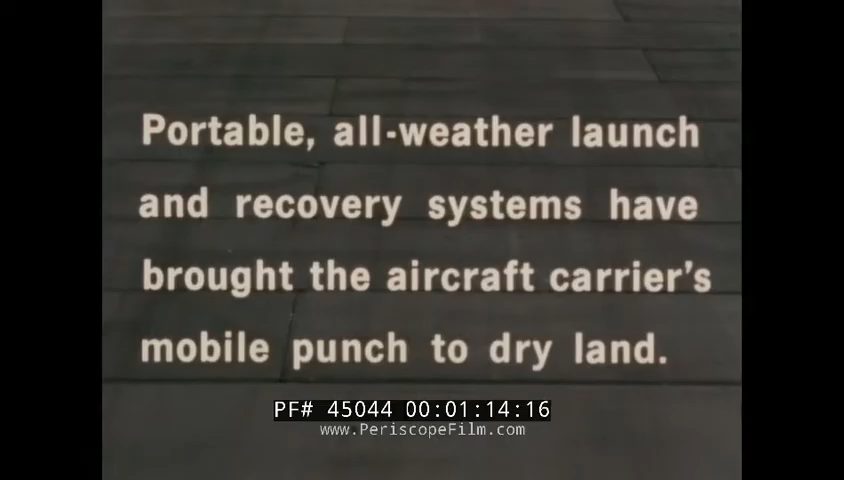 Portable, all-weather launch
and recovery systems have
brought the aircraft carrier's
mobile punch to dry land.
PF# 45044 00:01:14:16
www.PeriscopeFilm.com